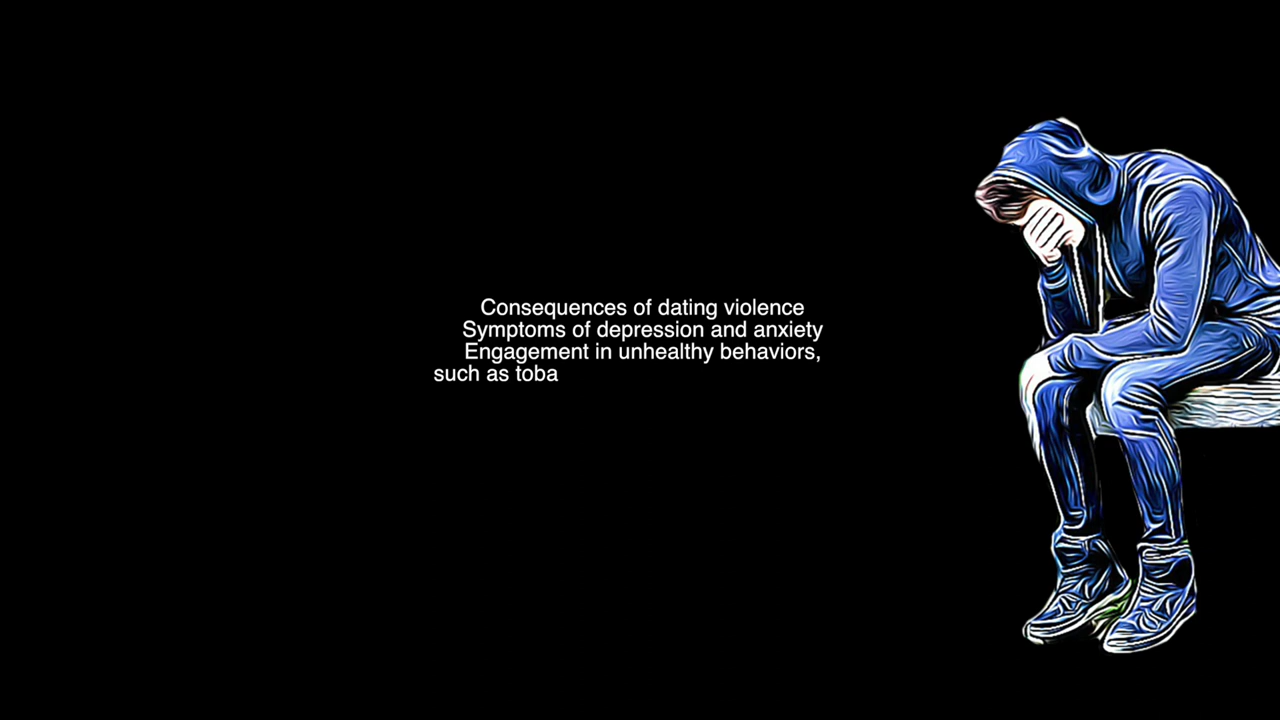 Consequences of dating violence
Symptoms of depression and anxiety
Engagement in unhealthy behaviors,
such as toba